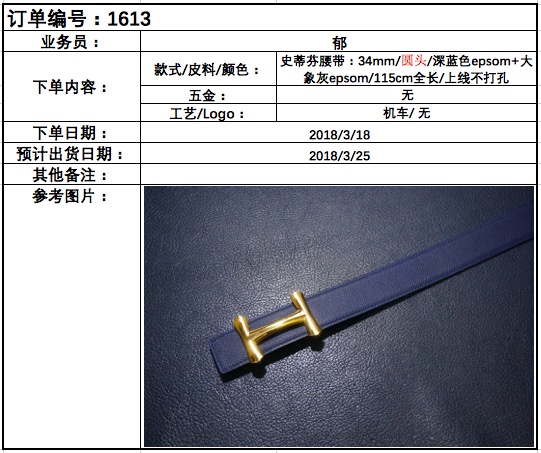 订单编号：1613
业务员： 郁
下单内容：
款式/皮料/颜色： 史蒂芬腰带：34mm/圆头/深蓝色epsom+大
象灰epsom/115cm全长/上线不打孔
五金： 无
工艺/Logo： 机车/ 无
下单日期： 2018/3/18
预计出货日期： 2018/3/25
其他备注：
参考图片：